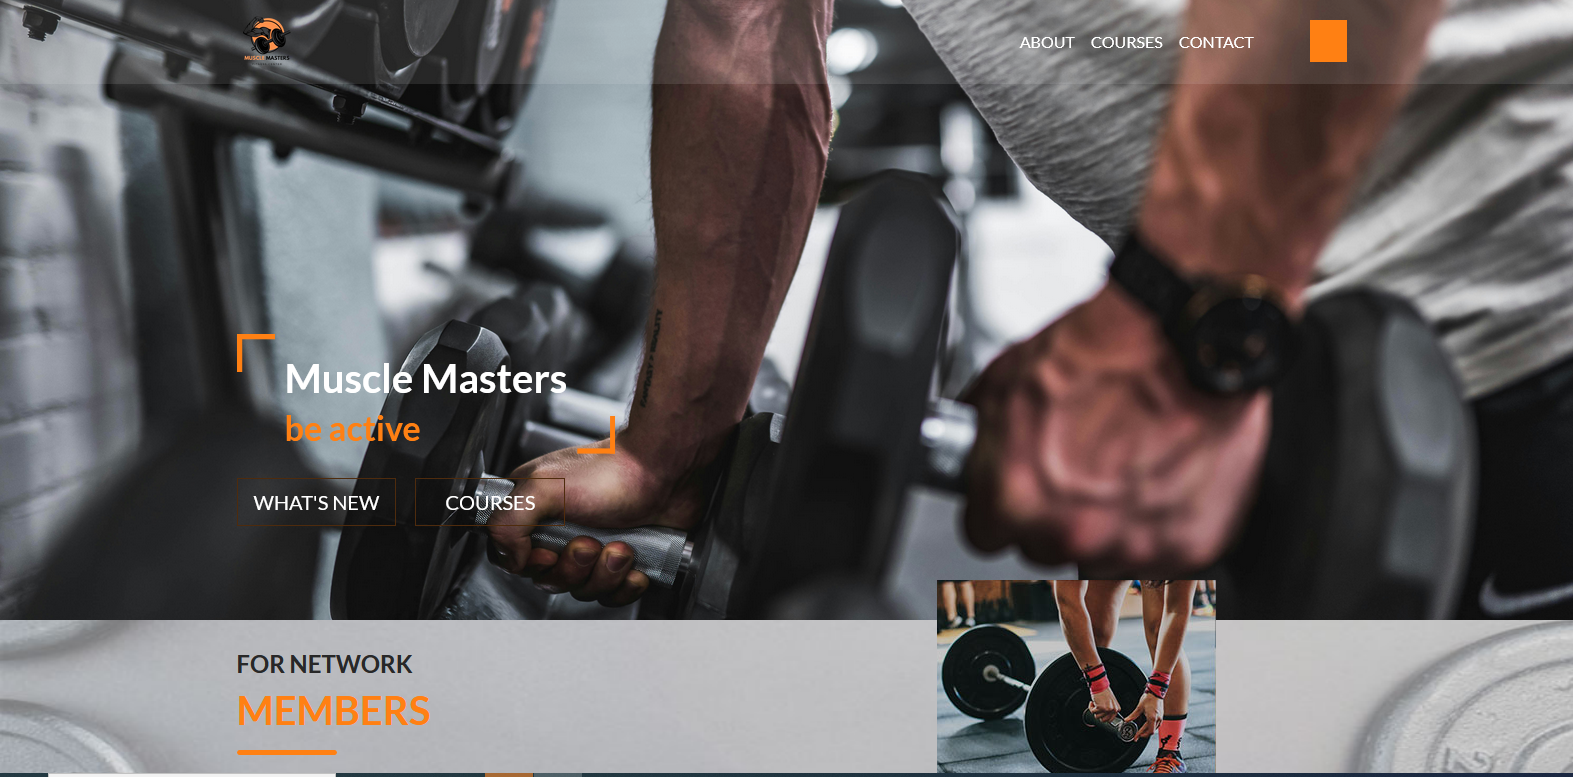 MUSCLE MASTERS
ABOUT COURSES CONTACT
Muscle Masters
be active
WHAT'S NEW COURSES
FOR NETWORK
MEMBERS